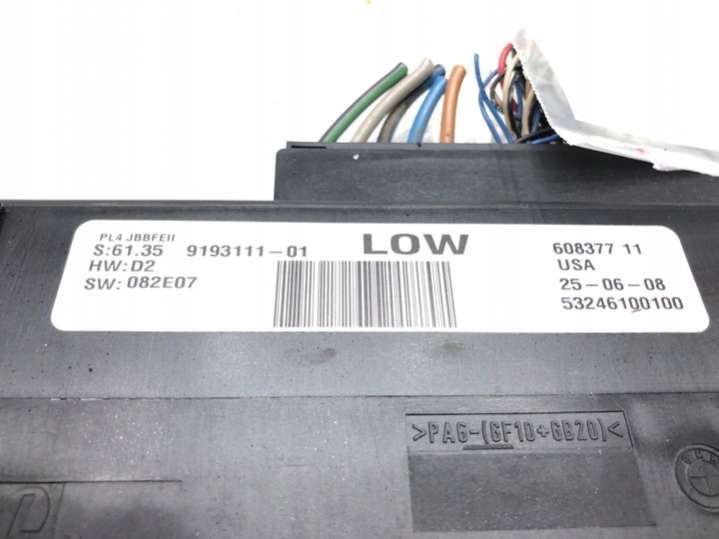 PL4 JBBFEII
S:61.35 9193111-01 LOW 608377 11
HW:D2 USA
SW: 082E07 25-06-08
53246100100
>PA6-(GF10+GB20)<